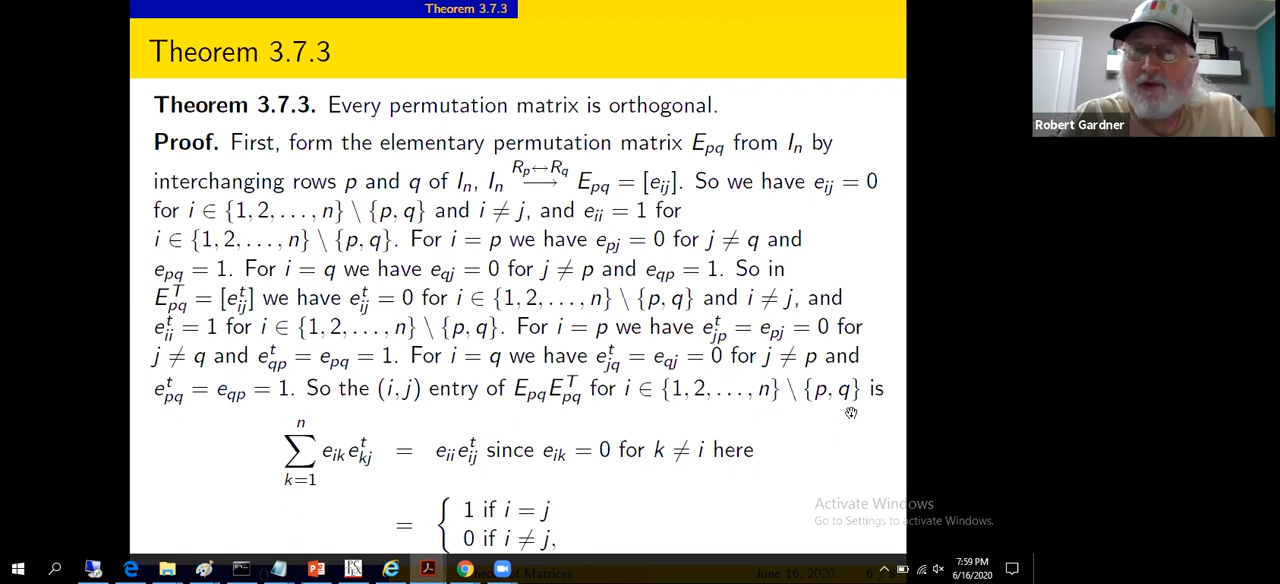 Theorem 3.7.3
Theorem 3.7.3
Theorem 3.7.3. Every permutation matrix is orthogonal.
Proof. First, form the elementary permutation matrix E_{pq} from I_n by
interchanging rows p and q of I_n, I_n \overset{R_p↔R_q}{⟶} E_{pq} = [e_{ij}]. So we have e_{ij} = 0
for i ∈ {1, 2, . . . , n} \ {p, q} and i ≠ j, and e_{ii} = 1 for
i ∈ {1, 2, . . . , n} \ {p, q}. For i = p we have e_{pj} = 0 for j ≠ q and
e_{pq} = 1. For i = q we have e_{qj} = 0 for j ≠ p and e_{qp} = 1. So in
E_{pq}^T = [e_{ij}^t] we have e_{ij}^t = 0 for i ∈ {1, 2, . . . , n} \ {p, q} and i ≠ j, and
e_{ii}^t = 1 for i ∈ {1, 2, . . . , n} \ {p, q}. For i = p we have e_{jp}^t = e_{pj} = 0 for
j ≠ q and e_{qp}^t = e_{pq} = 1. For i = q we have e_{jq}^t = e_{qj} = 0 for j ≠ p and
e_{pq}^t = e_{qp} = 1. So the (i, j) entry of E_{pq}E_{pq}^T for i ∈ {1, 2, . . . , n} \ {p, q} is
\sum_{k=1}^{n} e_{ik}e_{kj}^t = e_{ii}e_{ij}^t since e_{ik} = 0 for k ≠ i here
= { 1 if i = j
0 if i ≠ j,
Robert Gardner
Activate Windows
Go to Settings to activate Windows.
of Matrices
June 16, 2020
7:59 PM
6/16/2020